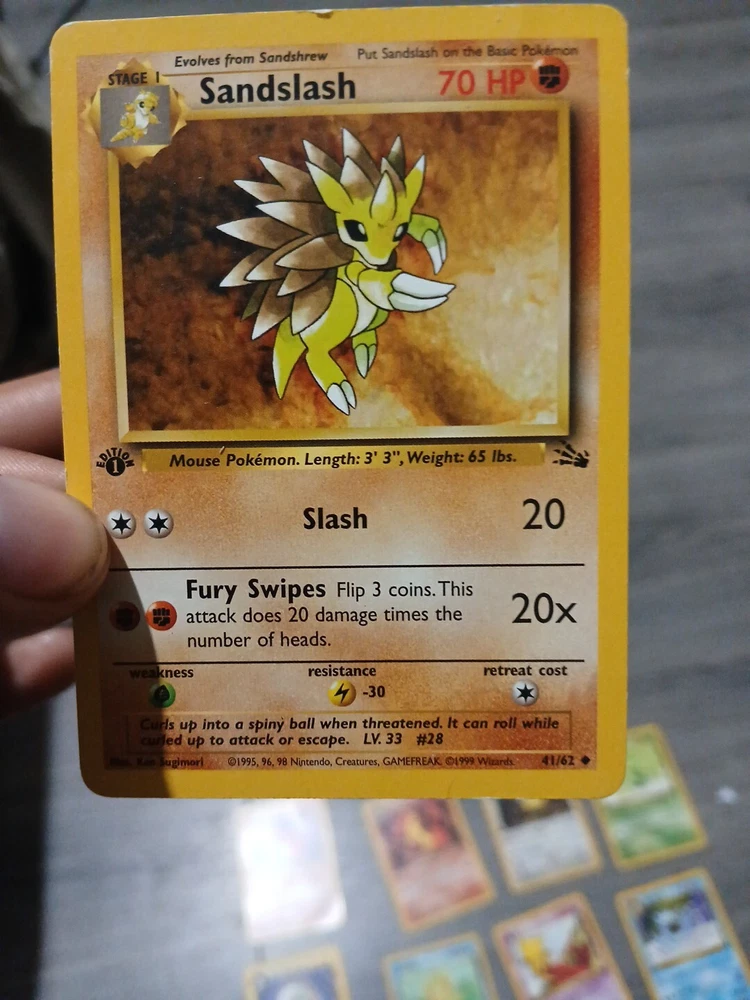 Evolves from Sandshrew Put Sandslash on the Basic Pokémon
STAGE 1
Sandslash 70 HP
EDITION
1
Mouse Pokémon. Length: 3' 3", Weight: 65 lbs.
Slash 20
Fury Swipes Flip 3 coins. This
attack does 20 damage times the
number of heads.
20x
weakness resistance retreat cost
-30
Curls up into a spiny ball when threatened. It can roll while
curled up to attack or escape. LV. 33 #28
Illus. Ken Sugimori ©1995, 96, 98 Nintendo, Creatures, GAMEFREAK. ©1999 Wizards. 41/62